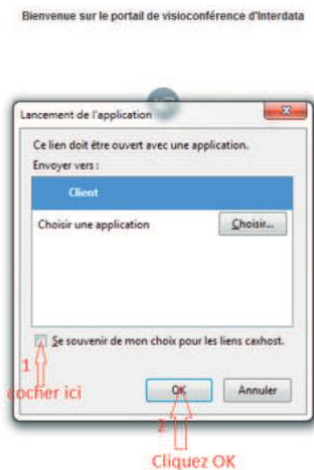 Bienvenue sur le portail de visioconférence d'Interdata
Lancement de l'application
Ce lien doit être ouvert avec une application.
Envoyer vers :
Client
Choisir une application
Choisir...
Se souvenir de mon choix pour les liens caxhost.
1
cocher ici
OK
Annuler
2
Cliquez OK